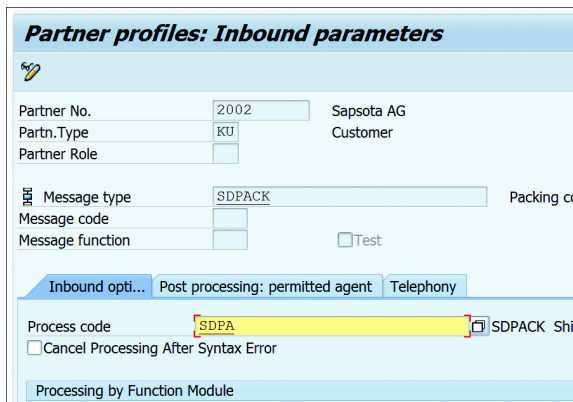 Partner profiles: Inbound parameters
Partner No. 2002 Sapsota AG
Partn.Type KU Customer
Partner Role
Message type SDPACK Packing
Message code
Message function Test
Inbound opti... Post processing: permitted agent Telephony
Process code SDPA SDPACK Shi
Cancel Processing After Syntax Error
Processing by Function Module